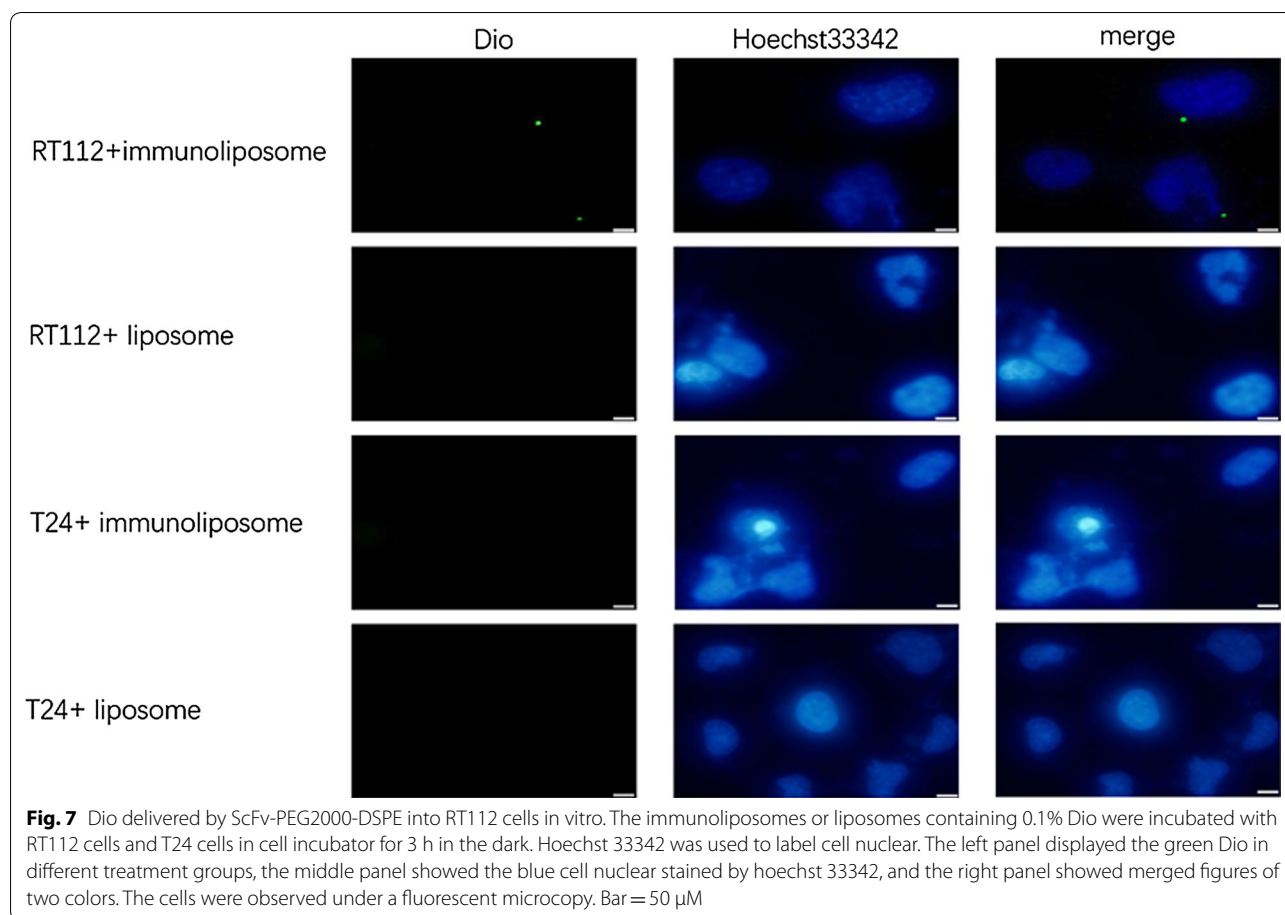 Dio Hoechst33342 merge
RT112+immunoliposome
RT112+ liposome
T24+ immunoliposome
T24+ liposome
Fig. 7 Dio delivered by ScFv-PEG2000-DSPE into RT112 cells in vitro. The immunoliposomes or liposomes containing 0.1% Dio were incubated with
RT112 cells and T24 cells in cell incubator for 3 h in the dark. Hoechst 33342 was used to label cell nuclear. The left panel displayed the green Dio in
different treatment groups, the middle panel showed the blue cell nuclear stained by hoechst 33342, and the right panel showed merged figures of
two colors. The cells were observed under a fluorescent microcopy. Bar = 50 μM